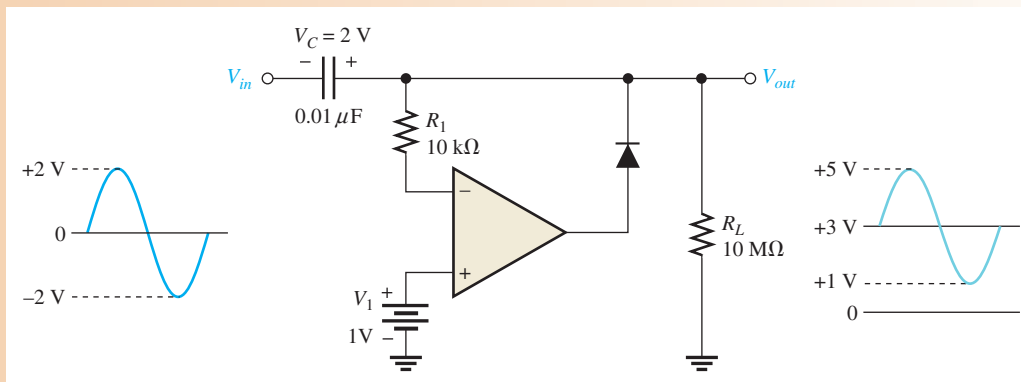 V_C = 2 V
− +
V_in
V_out
0.01 μF
R_1
10 kΩ
−
+
V_1
+
1V
−
R_L
10 MΩ
+2 V
0
−2 V
+5 V
+3 V
+1 V
0